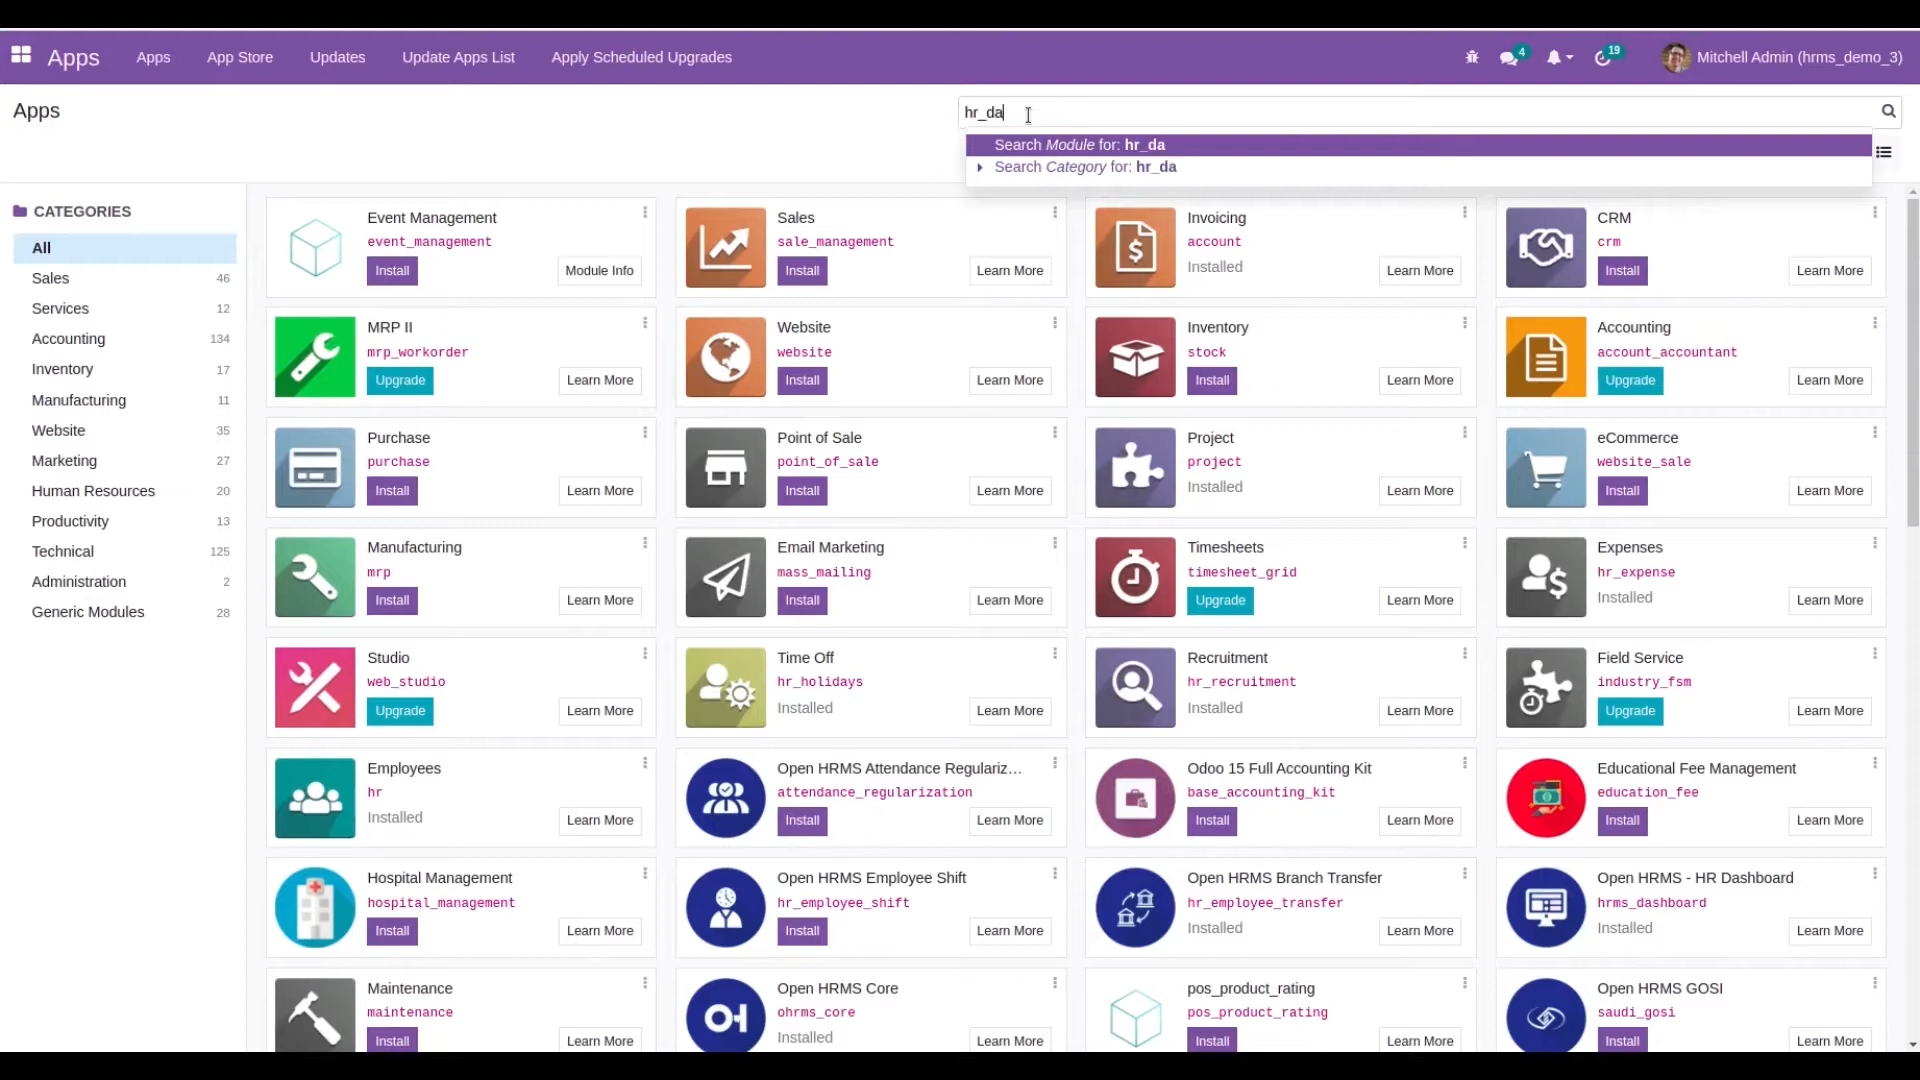 Apps Apps App Store Updates Update Apps List Apply Scheduled Upgrades 4 19 Mitchell Admin (hrms_demo_3)
Apps hr_da
Search Module for: hr_da
Search Category for: hr_da
CATEGORIES
All
Sales 46
Services 12
Accounting 134
Inventory 17
Manufacturing 11
Website 35
Marketing 27
Human Resources 20
Productivity 13
Technical 125
Administration 2
Generic Modules 28
Event Management
event_management
Install Module Info
Sales
sale_management
Install Learn More
Invoicing
account
Installed Learn More
CRM
crm
Install Learn More
MRP II
mrp_workorder
Upgrade Learn More
Website
website
Install Learn More
Inventory
stock
Install Learn More
Accounting
account_accountant
Upgrade Learn More
Purchase
purchase
Install Learn More
Point of Sale
point_of_sale
Install Learn More
Project
project
Installed Learn More
eCommerce
website_sale
Install Learn More
Manufacturing
mrp
Install Learn More
Email Marketing
mass_mailing
Install Learn More
Timesheets
timesheet_grid
Upgrade Learn More
Expenses
hr_expense
Installed Learn More
Studio
web_studio
Upgrade Learn More
Time Off
hr_holidays
Installed Learn More
Recruitment
hr_recruitment
Installed Learn More
Field Service
industry_fsm
Upgrade Learn More
Employees
hr
Installed Learn More
Open HRMS Attendance Regulariz...
attendance_regularization
Install Learn More
Odoo 15 Full Accounting Kit
base_accounting_kit
Install Learn More
Educational Fee Management
education_fee
Install Learn More
Hospital Management
hospital_management
Install Learn More
Open HRMS Employee Shift
hr_employee_shift
Install Learn More
Open HRMS Branch Transfer
hr_employee_transfer
Installed Learn More
Open HRMS - HR Dashboard
hrms_dashboard
Installed Learn More
Maintenance
maintenance
Install Learn More
Open HRMS Core
ohrms_core
Installed Learn More
pos_product_rating
pos_product_rating
Install Learn More
Open HRMS GOSI
saudi_gosi
Install Learn More